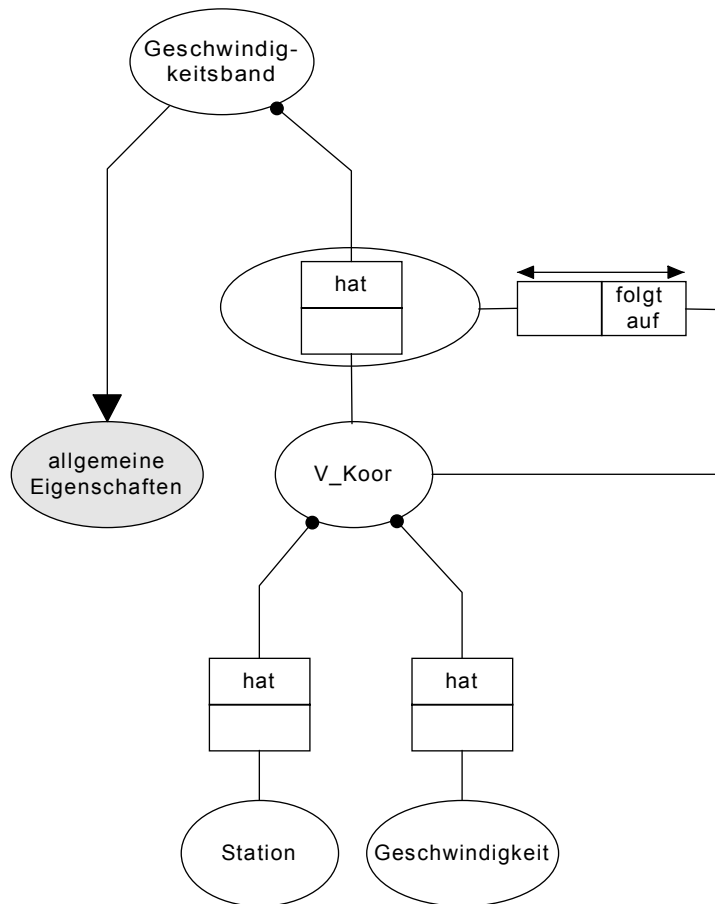 Geschwindig-
keitsband
hat
folgt
auf
allgemeine
Eigenschaften
V_Koor
hat
hat
Station
Geschwindigkeit